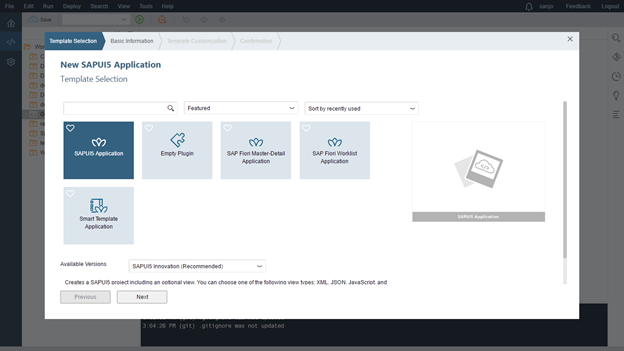 File Edit Run Deploy Search View Tools Help sanjo Feedback Logout
Save
Template Selection Basic Information Template Customization Confirmation
New SAPUI5 Application
Template Selection
Featured Sort by recently used
SAPUI5 Application
Empty Plugin
SAP Fiori Master-Detail
Application
SAP Fiori Worklist
Application
Smart Template
Application
SAPUI5 Application
Available Versions SAPUI5 Innovation (Recommended)
Creates a SAPUI5 project including an optional view. You can choose one of the following view types: XML, JSON, JavaScript, and
Previous Next
3:04:26 PM (git) .gitignore was not updated